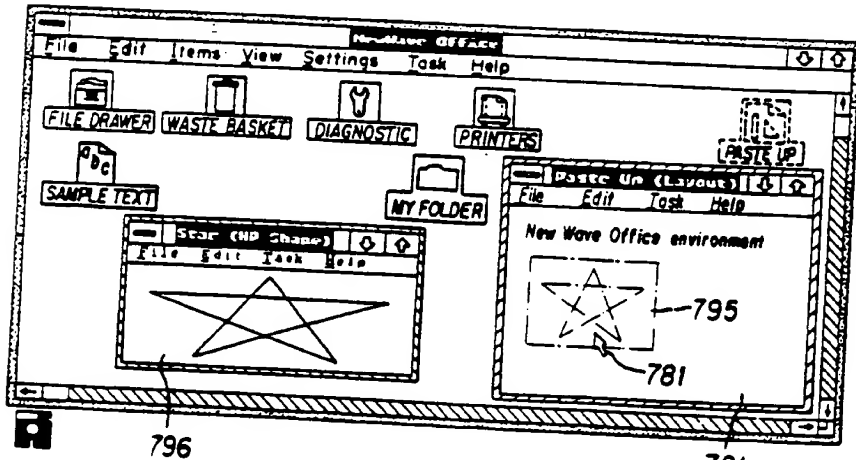 NewWave Office
File Edit Items View Settings Task Help
FILE DRAWER WASTE BASKET DIAGNOSTIC PRINTERS PASTE UP
abc
SAMPLE TEXT MY FOLDER
Paste Up (Layout)
File Edit Task Help
New Wave Office environment
Star (HP Shape)
File Edit Task Help
795
781
796